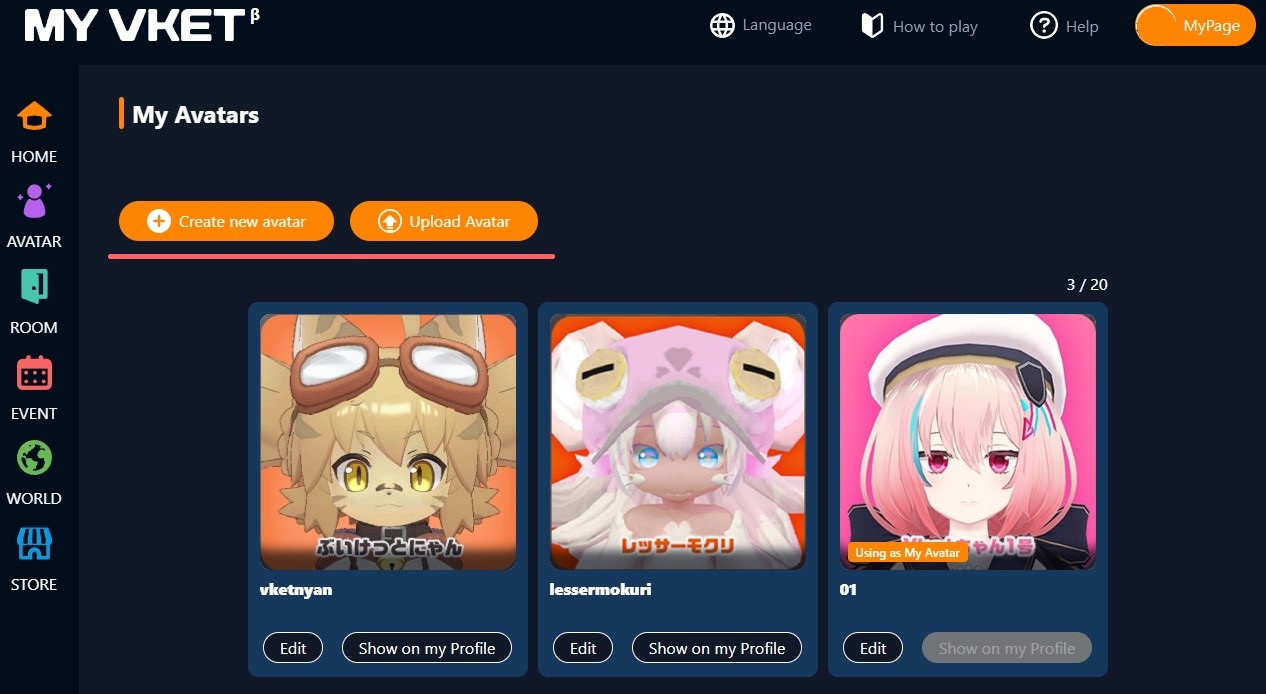 MY VKET β
Language
How to play
Help
MyPage
My Avatars
HOME
AVATAR
ROOM
EVENT
WORLD
STORE
Create new avatar
Upload Avatar
3 / 20
ぶいけっとにゃん
レッサーモクリ
ちゃん1号
Using as My Avatar
vketnyan
lessermokuri
01
Edit
Show on my Profile
Edit
Show on my Profile
Edit
Show on my Profile